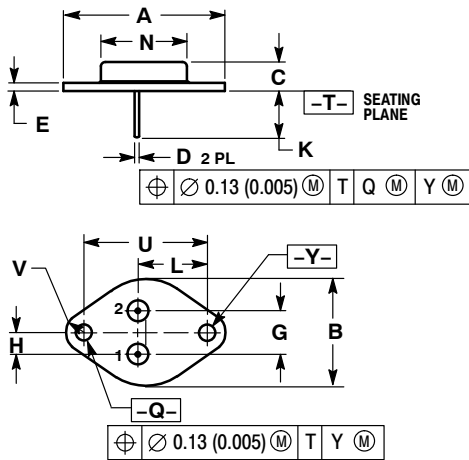 A
N
C
E
–T– SEATING PLANE
K
D 2 PL
⌖ ∅ 0.13 (0.005) Ⓜ T Q Ⓜ Y Ⓜ
U
V
L
–Y–
2
H
G
B
1
–Q–
⌖ ∅ 0.13 (0.005) Ⓜ T Y Ⓜ